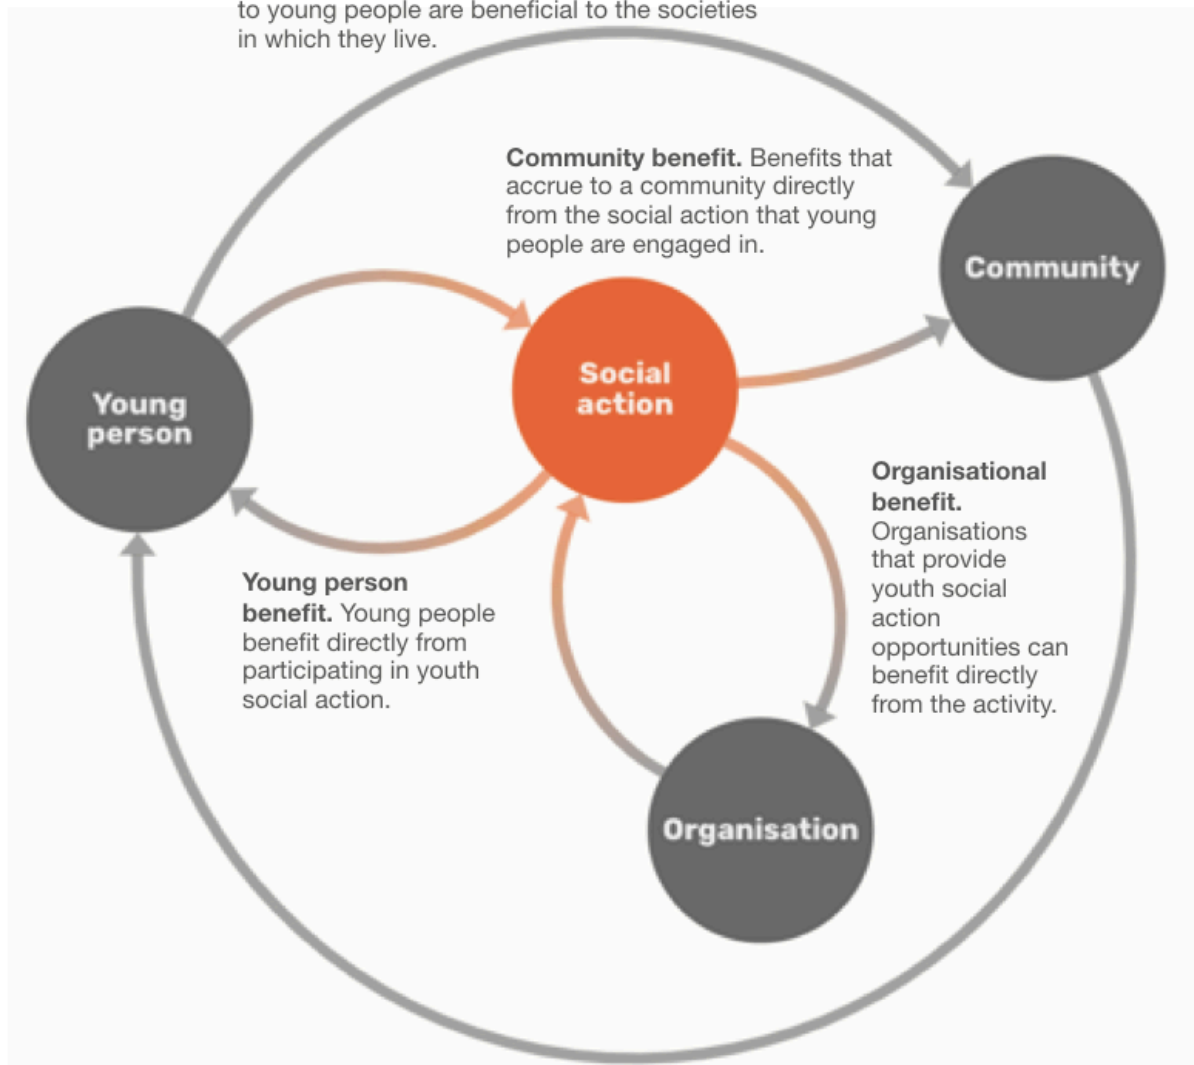 to young people are beneficial to the societies
in which they live.
Community benefit. Benefits that
accrue to a community directly
from the social action that young
people are engaged in.
Community
Social
action
Young
person
Organisational
benefit.
Organisations
that provide
youth social
action
opportunities can
benefit directly
from the activity.
Young person
benefit. Young people
benefit directly from
participating in youth
social action.
Organisation